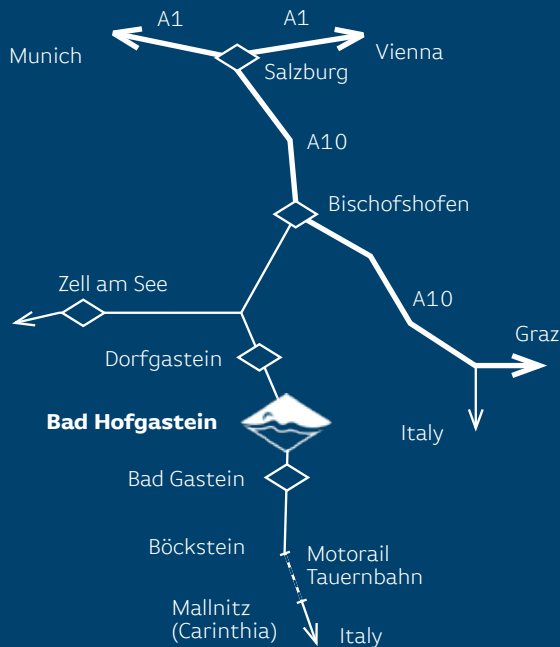 A1
A1
Munich
Vienna
Salzburg
A10
Bischofshofen
Zell am See
A10
Graz
Dorfgastein
Bad Hofgastein
Italy
Bad Gastein
Böckstein
Motorail
Tauernbahn
Mallnitz
(Carinthia)
Italy